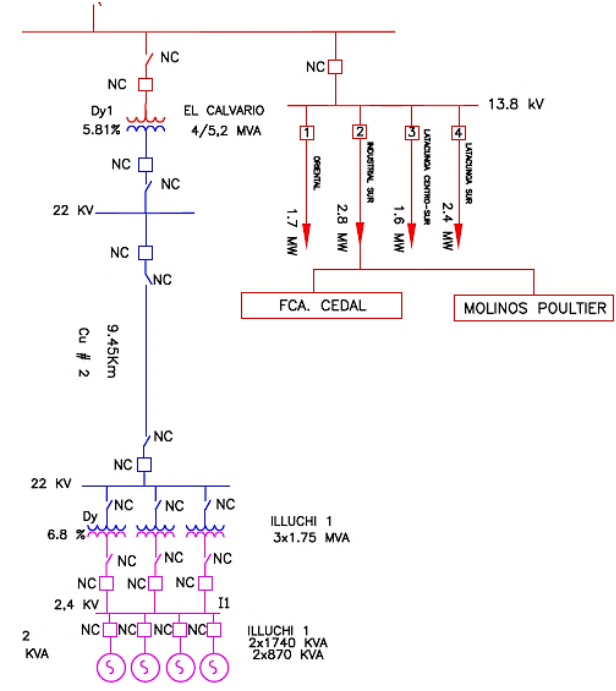 NC
NC
NC
Dy1
5.81%
EL CALVARIO
4/5,2 MVA
13.8 kV
1
2
3
4
ORIENTAL
INDUSTRIAL SUR
LATACUNGA CENTRO-SUR
LATACUNGA SUR
1.7 MW
2.8 MW
1.6 MW
2.4 MW
NC
NC
22 KV
NC
NC
FCA. CEDAL
MOLINOS POULTIER
9.45Km
Cu # 2
NC
NC
22 KV
NC
NC
NC
Dy
6.8 %
ILLUCHI 1
3x1.75 MVA
NC
NC
NC
NC
NC
NC
2,4 KV
I1
NC
NC
NC
NC
2
KVA
ILLUCHI 1
2x1740 KVA
2x870 KVA